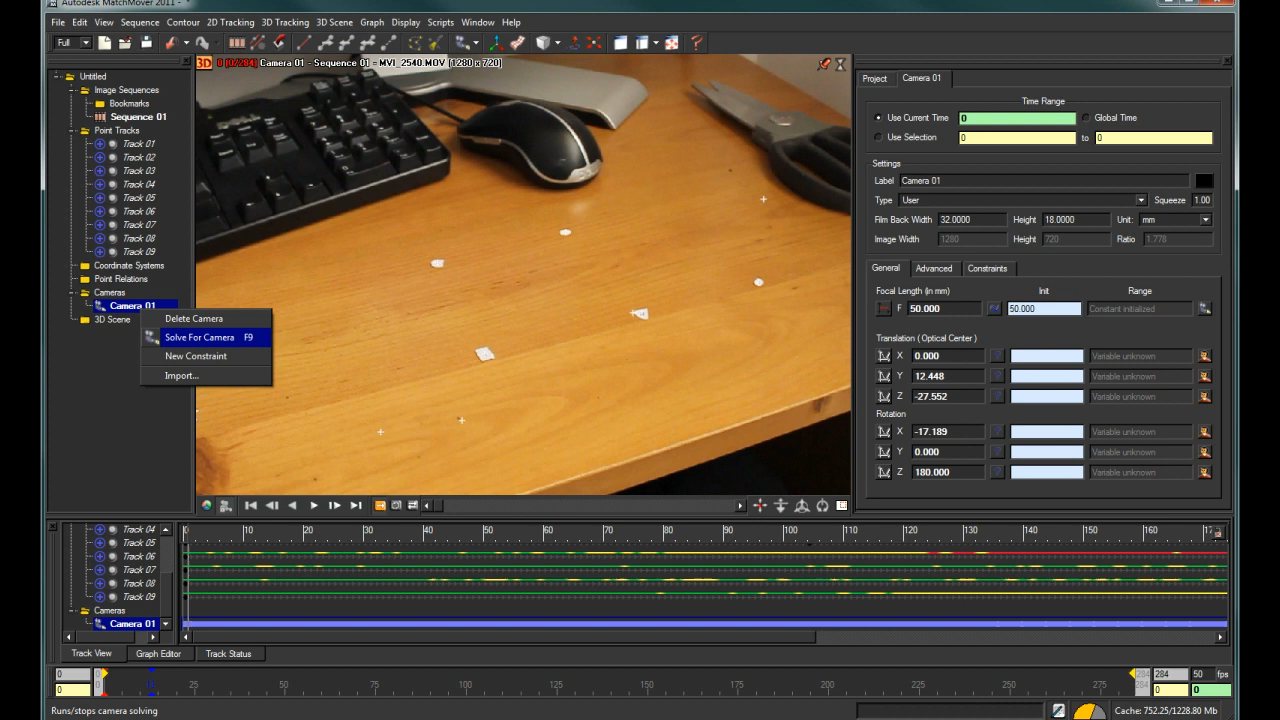 Autodesk MatchMover 2011 -
File Edit View Sequence Contour 2D Tracking 3D Tracking 3D Scene Graph Display Scripts Window Help
Full
Untitled
Image Sequences
Bookmarks
Sequence 01
Point Tracks
Track 01
Track 02
Track 03
Track 04
Track 05
Track 06
Track 07
Track 08
Track 09
Coordinate Systems
Point Relations
Cameras
Camera 01
3D Scene
Delete Camera
Solve For Camera F9
New Constraint
Import...
3D 0 (0/284) Camera 01 - Sequence 01 - MVI_2540.MOV (1280 x 720)
Project Camera 01
Time Range
Use Current Time 0 Global Time
Use Selection 0 to 0
Settings
Label Camera 01
Type User Squeeze 1.00
Film Back Width 32.0000 Height 18.0000 Unit: mm
Image Width 1280 Height 720 Ratio 1.778
General Advanced Constraints
Focal Length (in mm) Init Range
F 50.000 50.000 Constant initialized
Translation ( Optical Center )
X 0.000 ? Variable unknown
Y 12.448 ? Variable unknown
Z -27.552 ? Variable unknown
Rotation
X -17.189 ? Variable unknown
Y 0.000 ? Variable unknown
Z 180.000 ? Variable unknown
Track 04
Track 05
Track 06
Track 07
Track 08
Track 09
Cameras
Camera 01
0 10 20 30 40 50 60 70 80 90 100 110 120 130 140 150 160
Track View Graph Editor Track Status
0 0 25 50 75 100 125 150 175 200 225 250 275 284 284 50 fps
0 0 14 284 0 0
Runs/stops camera solving
Cache: 752.25/1228.80 Mb